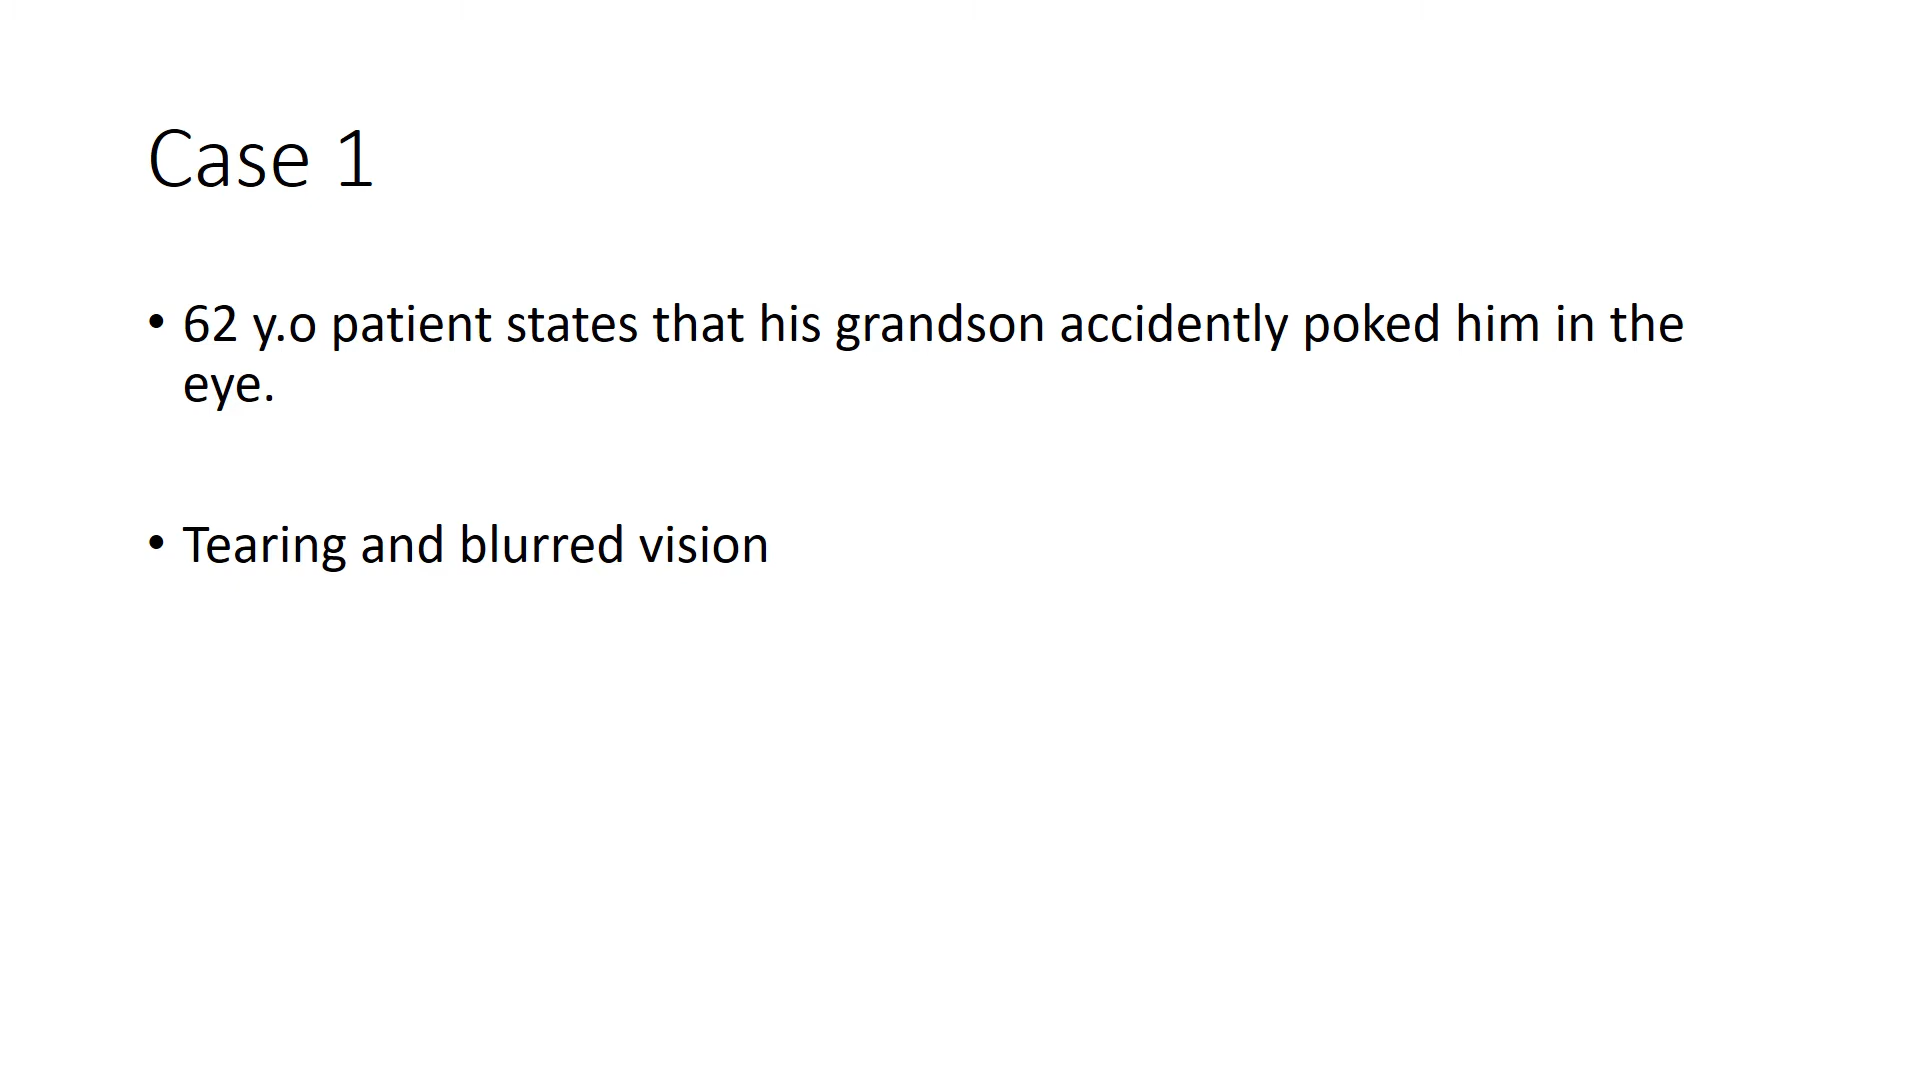 Case 1
• 62 y.o patient states that his grandson accidently poked him in the
eye.
• Tearing and blurred vision